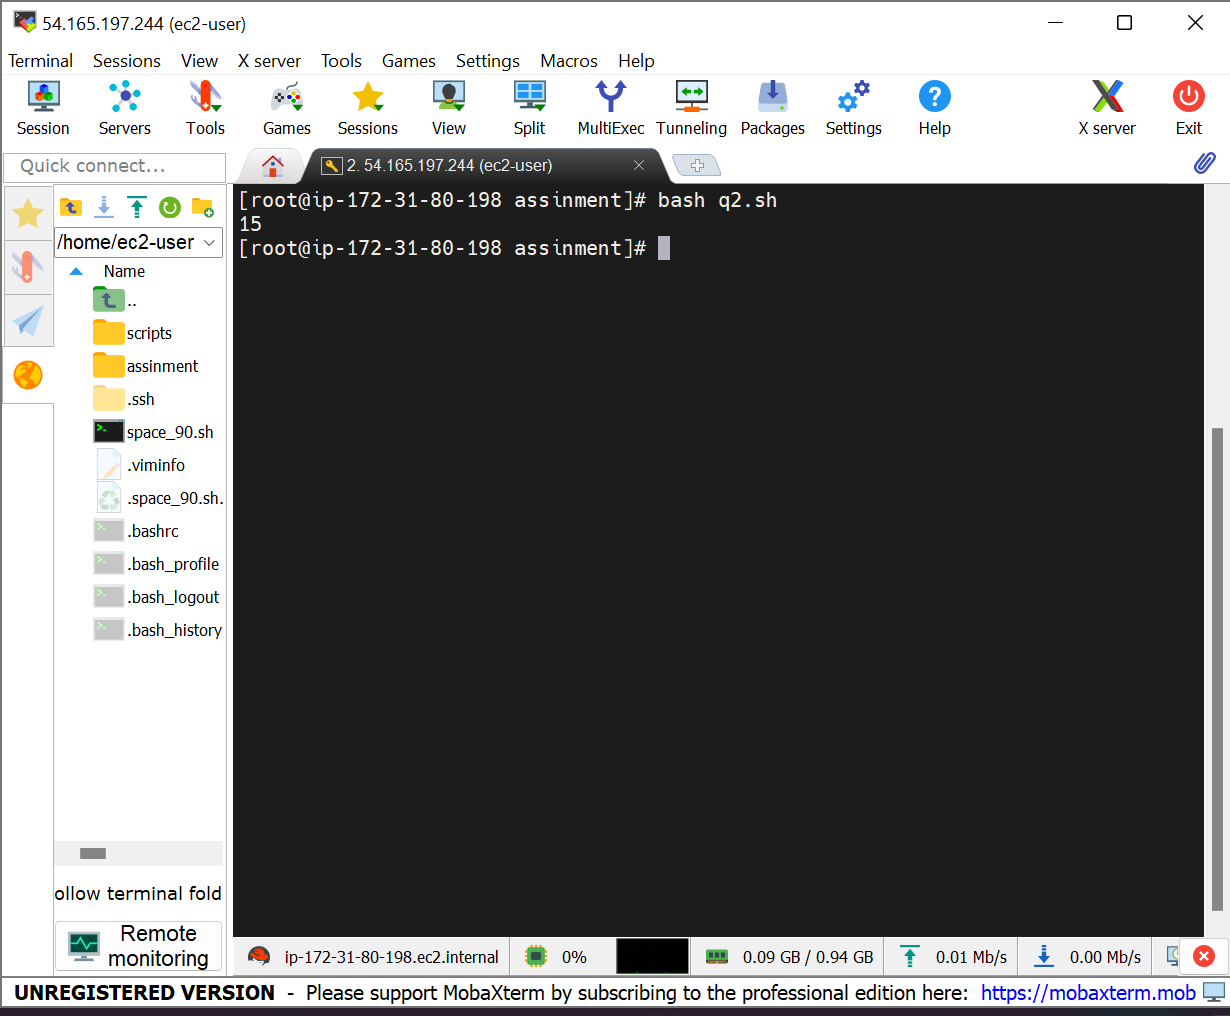 54.165.197.244 (ec2-user)
Terminal Sessions View X server Tools Games Settings Macros Help
Session Servers Tools Games Sessions View Split MultiExec Tunneling Packages Settings Help X server Exit
Quick connect...
2. 54.165.197.244 (ec2-user)
/home/ec2-user
Name
..
scripts
assinment
.ssh
space_90.sh
.viminfo
.space_90.sh.
.bashrc
.bash_profile
.bash_logout
.bash_history
ollow terminal fold
Remote
monitoring
[root@ip-172-31-80-198 assinment]# bash q2.sh
15
[root@ip-172-31-80-198 assinment]#
ip-172-31-80-198.ec2.internal 0% 0.09 GB / 0.94 GB 0.01 Mb/s 0.00 Mb/s
UNREGISTERED VERSION - Please support MobaXterm by subscribing to the professional edition here: https://mobaxterm.mob